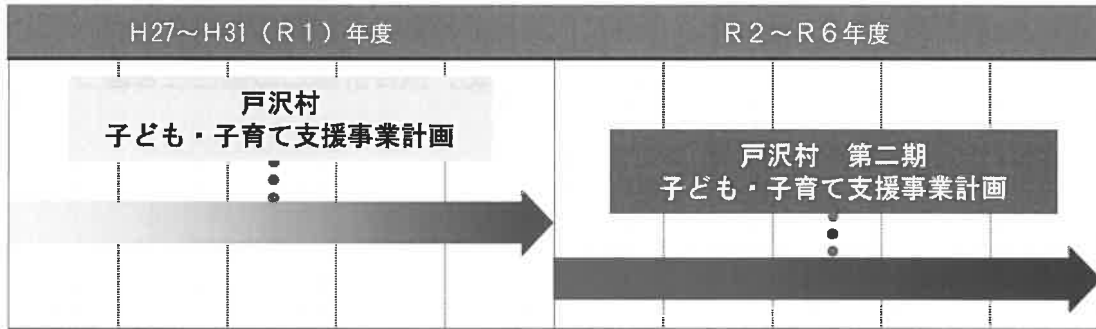 H27～H31（R1）年度
R2～R6年度
戸沢村
子ども・子育て支援事業計画
戸沢村　第二期
子ども・子育て支援事業計画